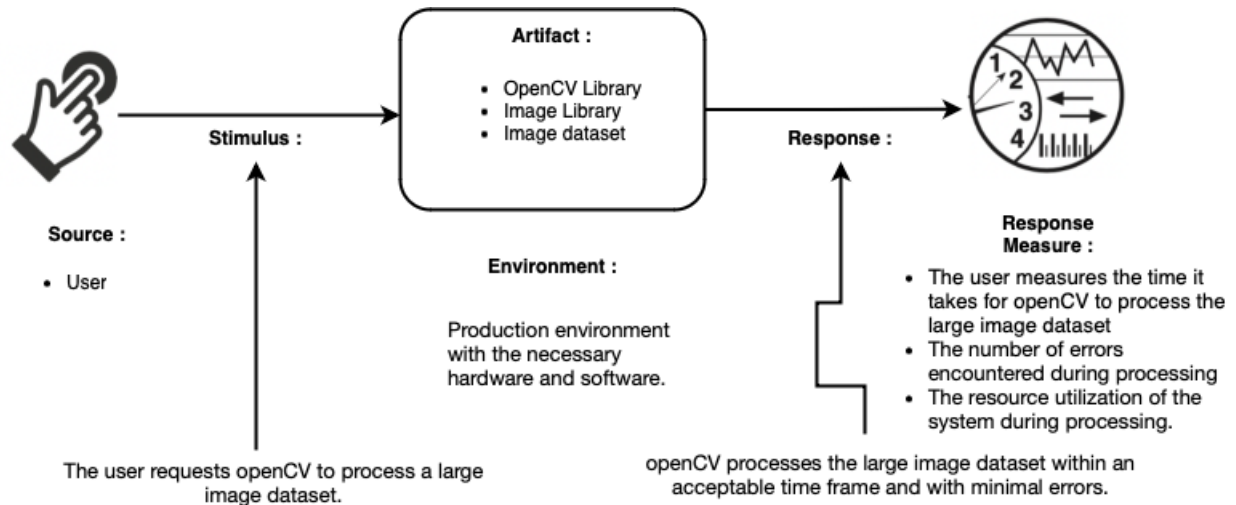 Artifact :
• OpenCV Library
• Image Library
• Image dataset
Stimulus :
Response :
1
2
3
4
Source :
• User
Environment :
Production environment
with the necessary
hardware and software.
Response
Measure :
• The user measures the time it
takes for openCV to process the
large image dataset
• The number of errors
encountered during processing
• The resource utilization of the
system during processing.
The user requests openCV to process a large
image dataset.
openCV processes the large image dataset within an
acceptable time frame and with minimal errors.